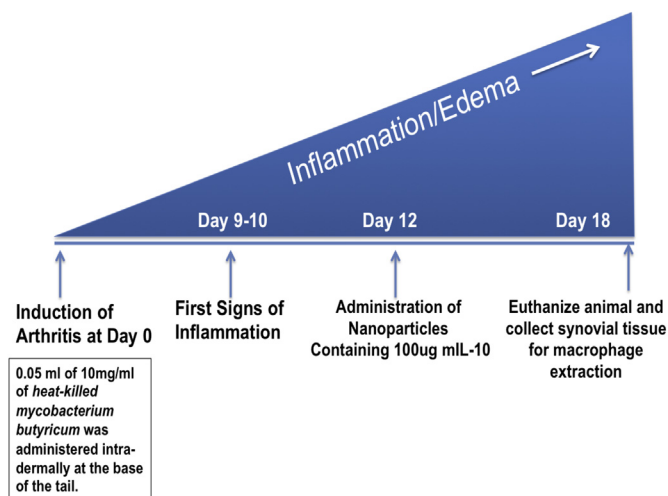 Inflammation/Edema
Day 9-10
Day 12
Day 18
Induction of
Arthritis at Day 0
First Signs of
Inflammation
Administration of
Nanoparticles
Containing 100ug mIL-10
Euthanize animal and
collect synovial tissue
for macrophage
extraction
0.05 ml of 10mg/ml
of heat-killed
mycobacterium
butyricum was
administered intra-
dermally at the base
of the tail.